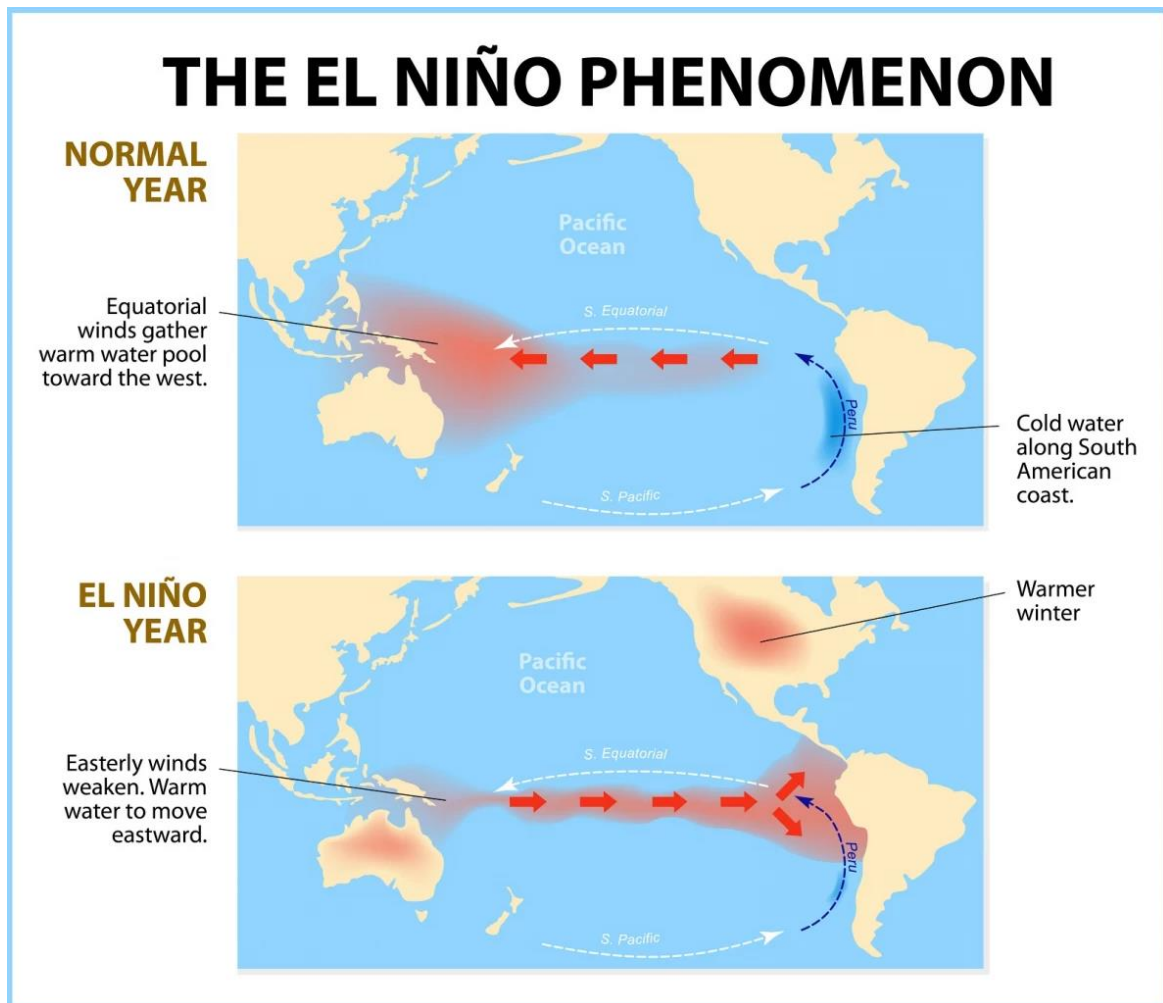 THE EL NIÑO PHENOMENON
NORMAL
YEAR
Pacific
Ocean
Equatorial
winds gather
warm water pool
toward the west.
S. Equatorial
Peru
Cold water
along South
American
coast.
S. Pacific
EL NIÑO
YEAR
Warmer
winter
Pacific
Ocean
Easterly winds
weaken. Warm
water to move
eastward.
S. Equatorial
Peru
S. Pacific